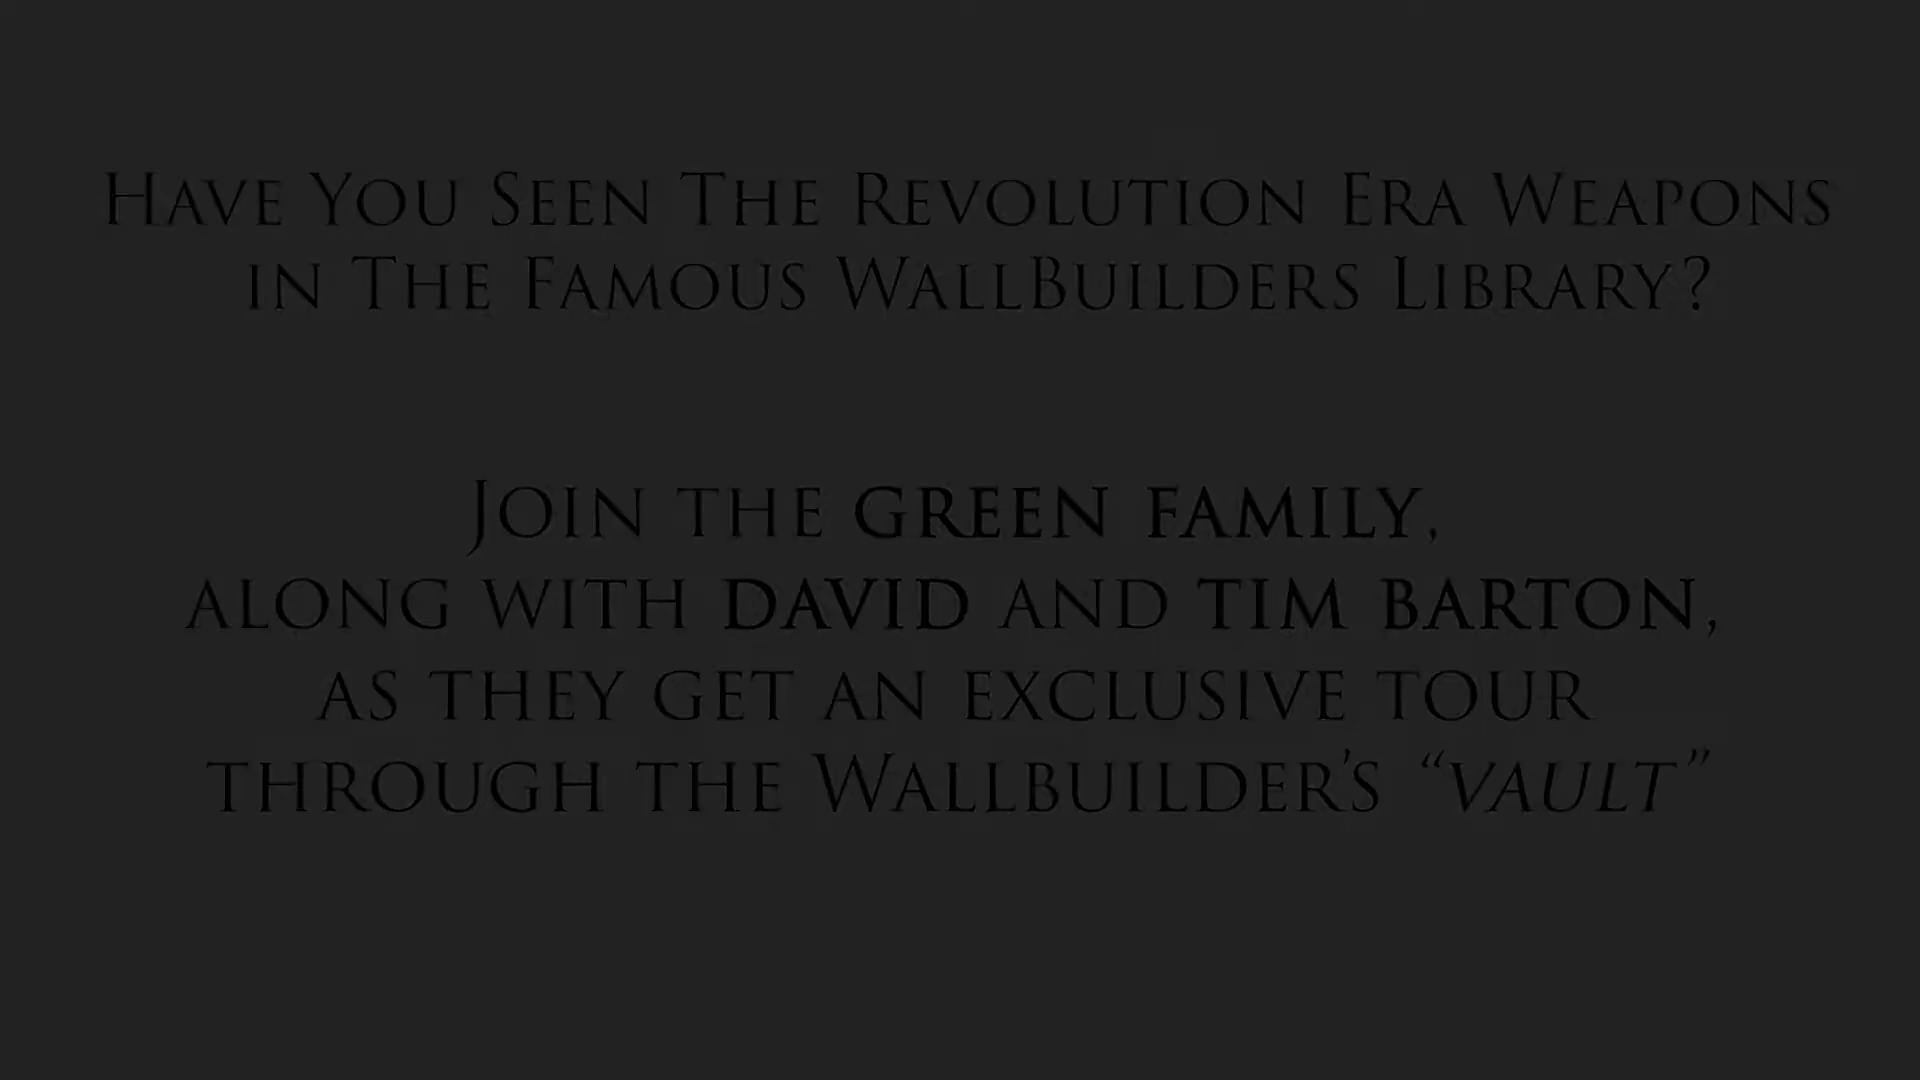 Have You Seen The Revolution Era Weapons
in The Famous WallBuilders Library?
Join the GREEN FAMILY,
along with DAVID and TIM BARTON,
as they get an exclusive tour
through the Wallbuilder's “vault”